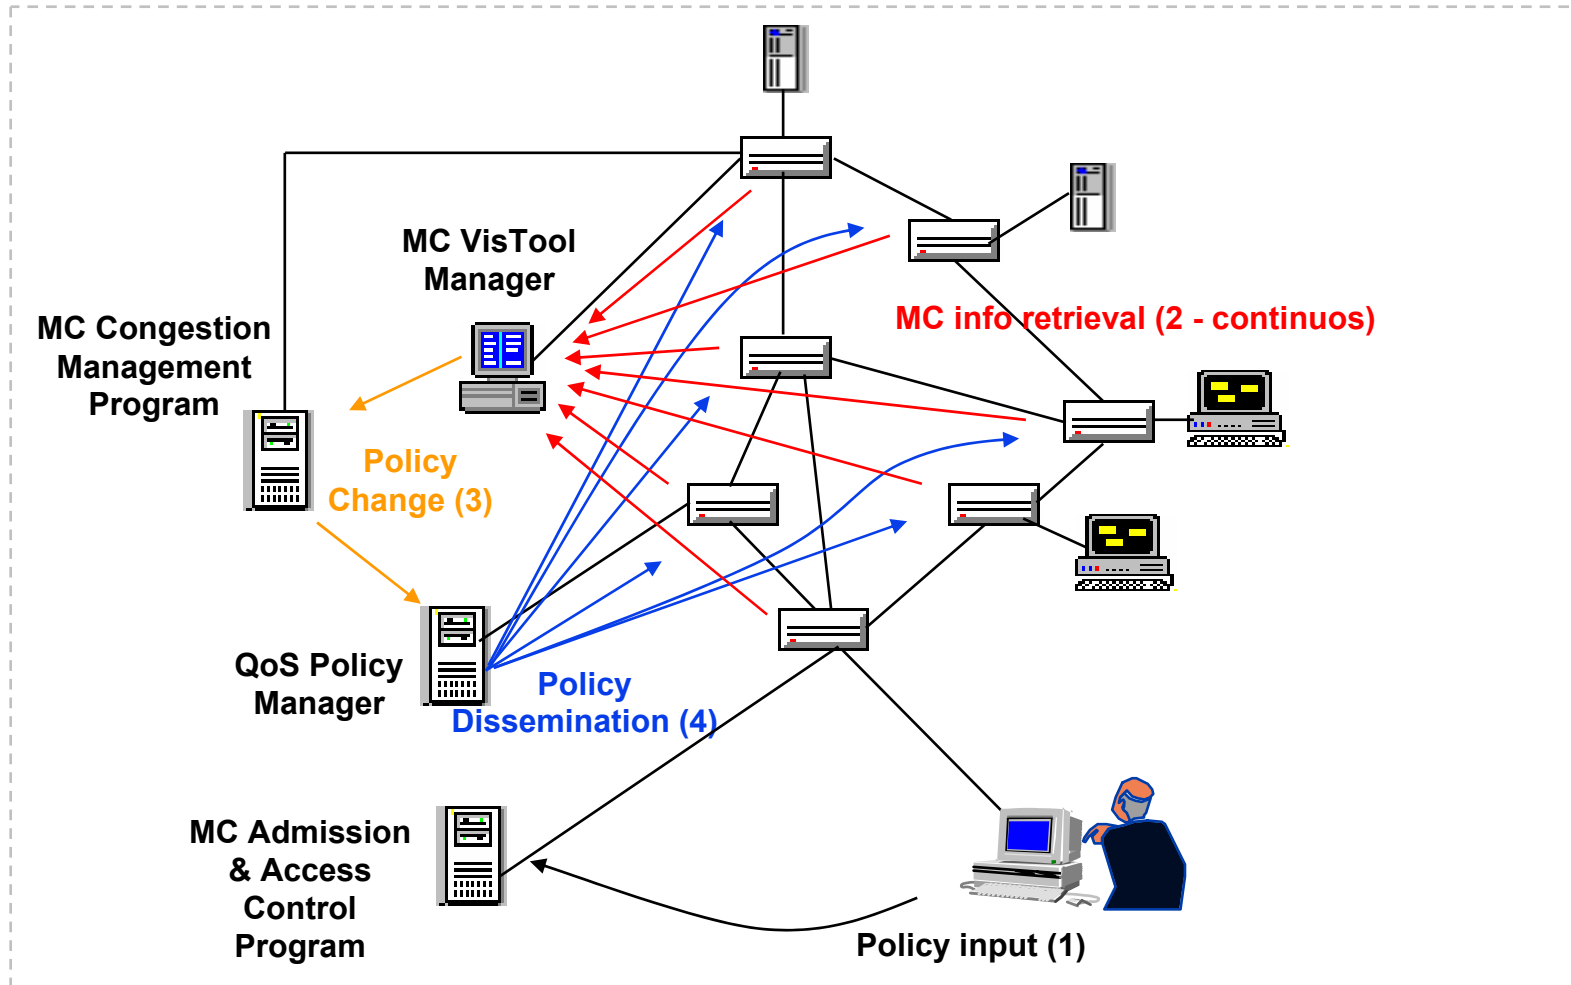 MC VisTool
Manager
MC info retrieval (2 - continuos)
MC Congestion
Management
Program
Policy
Change (3)
QoS Policy
Manager
Policy
Dissemination (4)
MC Admission
& Access
Control
Program
Policy input (1)